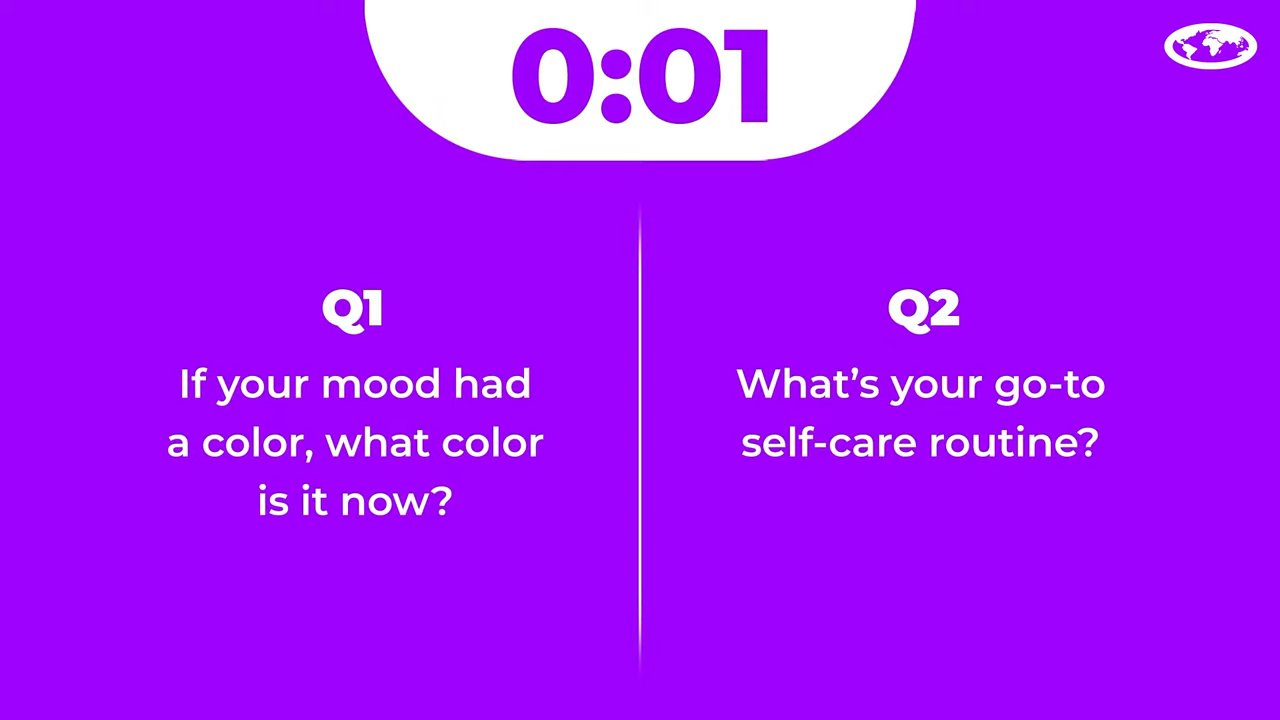 0:01
Q1
If your mood had
a color, what color
is it now?
Q2
What’s your go-to
self-care routine?